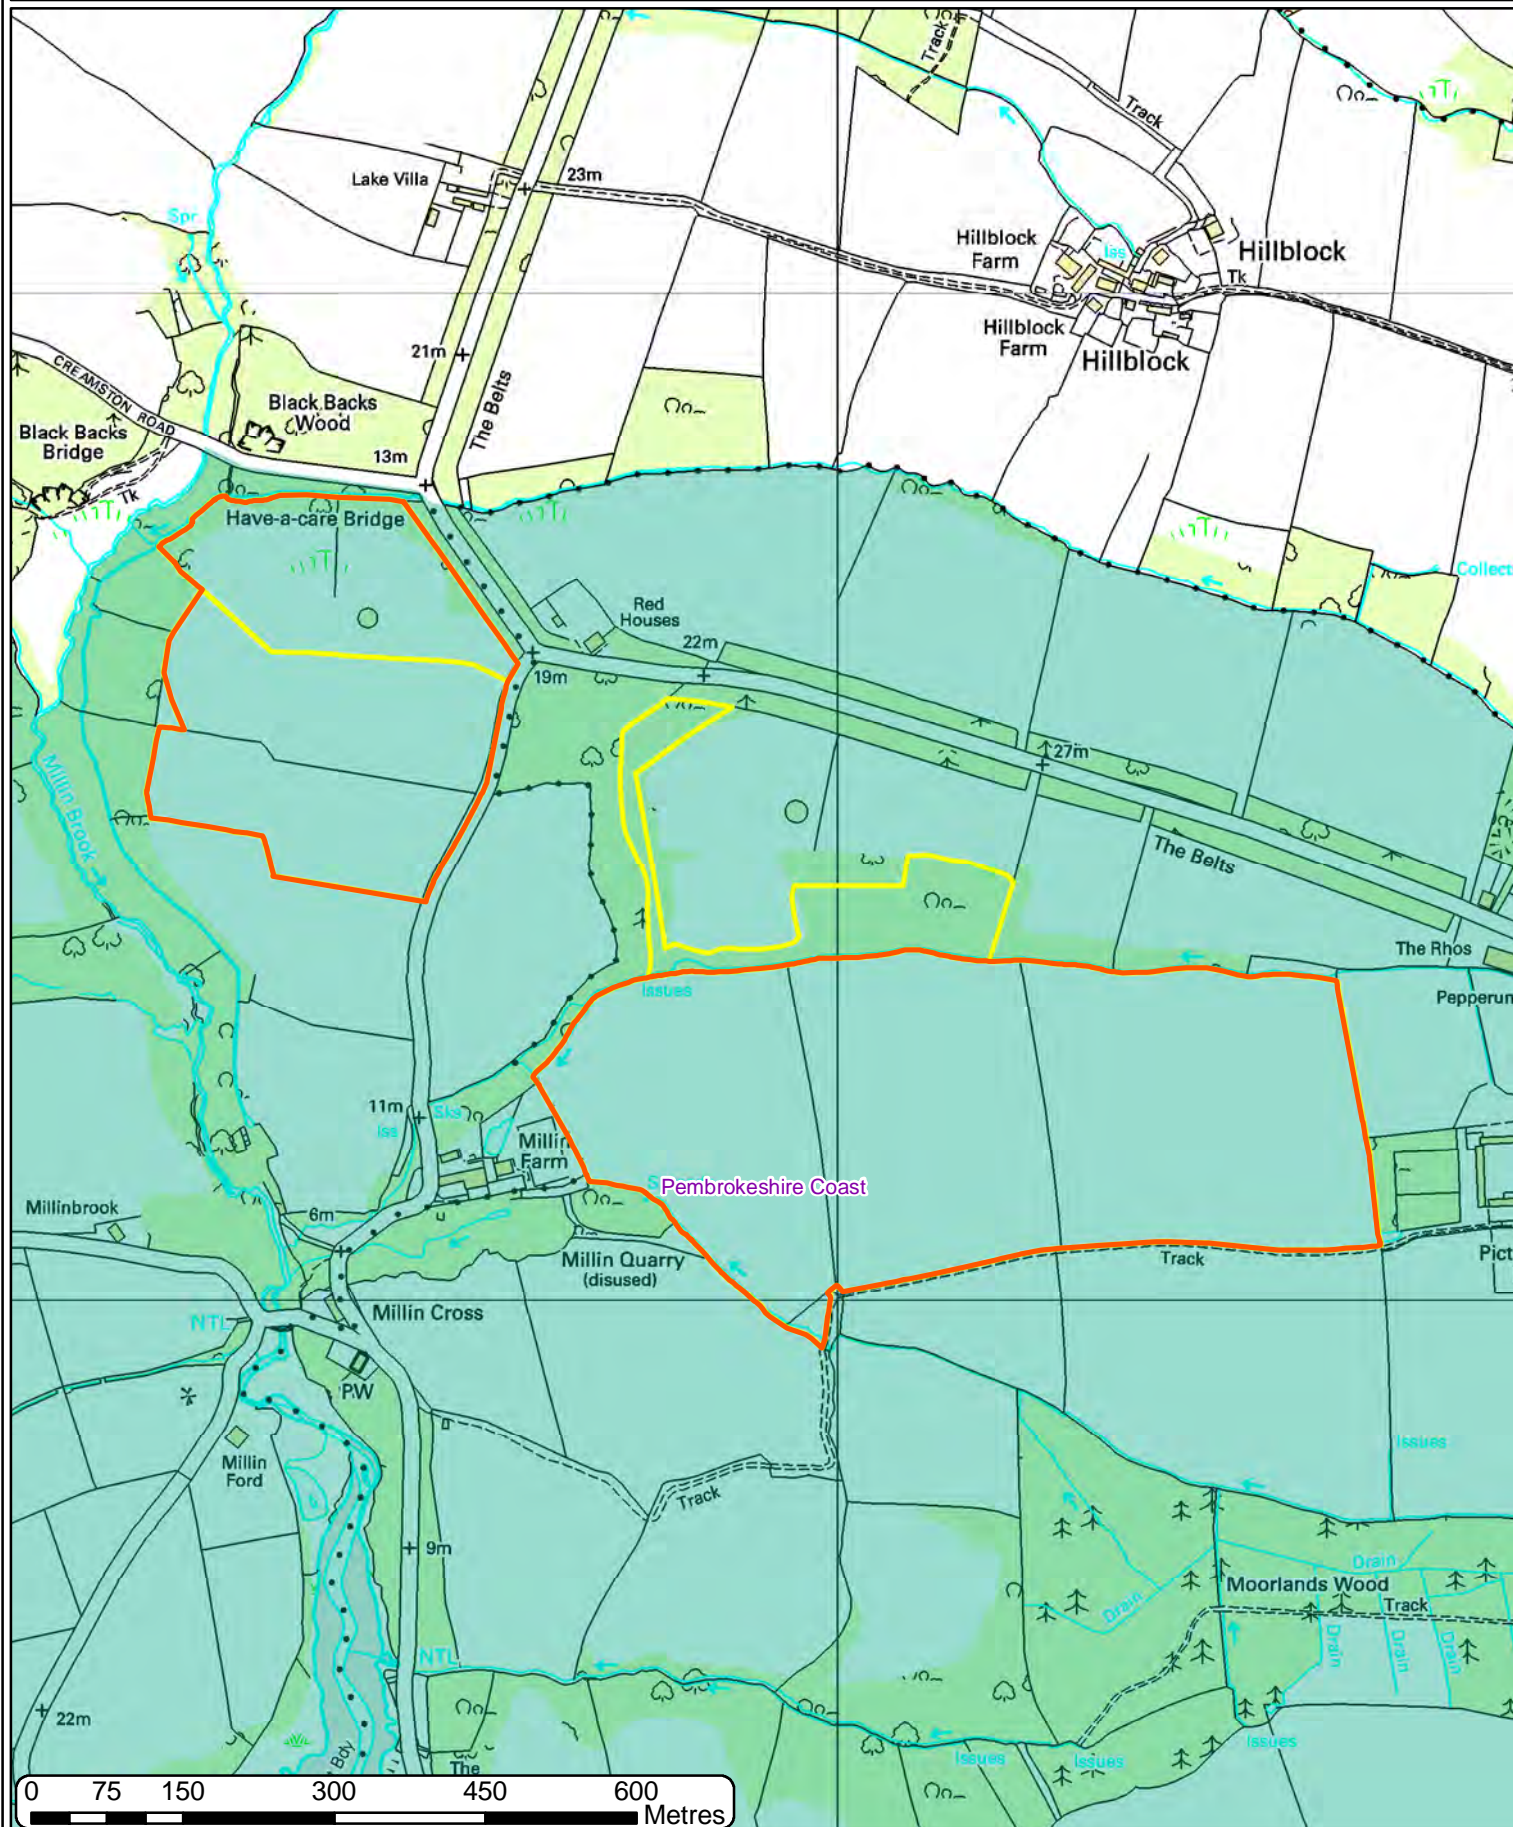 Track
Track
23m
Lake Villa
Spr
Hillblock
Farm
Iss
Hillblock
Tk
Hillblock
Farm
Hillblock
21m
The Belts
CREAMSTON ROAD
Black Backs
Wood
Black Backs
Bridge
13m
Tk
Have-a-care Bridge
Collect
Red
Houses
22m
19m
27m
Millin Brook
The Belts
The Rhos
Issues
Pepperun
11m
Iss
Sks
Millin
Farm
Pembrokeshire Coast
Millinbrook
6m
Millin Quarry
(disused)
Track
Pict
NTL
Millin Cross
PW
Millin
Ford
Issues
Track
9m
Drain
Moorlands Wood
Track
Drain
Drain
Drain
Drain
NTL
22m
Bdy
The
Issues
Issues
Issues
0 75 150 300 450 600
Metres